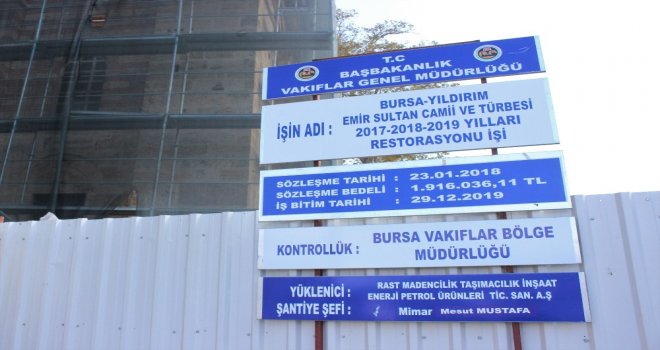 T.C
BAŞBAKANLIK
VAKIFLAR GENEL MÜDÜRLÜĞÜ
İŞİN ADI :
BURSA-YILDIRIM
EMİR SULTAN CAMİİ VE TÜRBESİ
2017-2018-2019 YILLARI
RESTORASYONU İŞİ
SÖZLEŞME TARİHİ : 23.01.2018
SÖZLEŞME BEDELİ : 1.916.036,11 TL
İŞ BİTİM TARİHİ : 29.12.2019
KONTROLLÜK : BURSA VAKIFLAR BÖLGE
MÜDÜRLÜĞÜ
YÜKLENİCİ : RAST MADENCİLİK TAŞIMACILIK İNŞAAT
ENERJİ PETROL ÜRÜNLERİ TİC. SAN. A.Ş
ŞANTİYE ŞEFİ : Mimar Mesut MUSTAFA